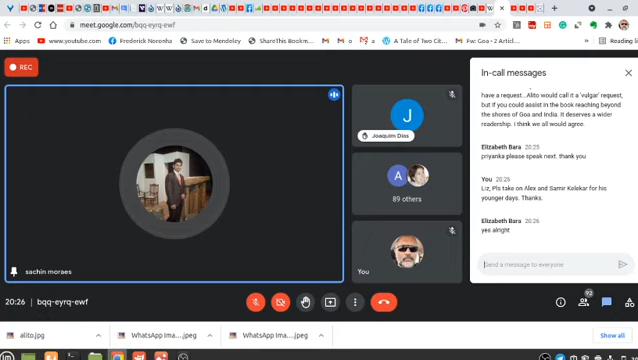 meet.google.com/bqq-eyrq-ewf
Apps
www.youtube.com
Frederick Noronha
Save to Mendeley
ShareThis Bookm...
A Tale of Two Cit...
Fw: Goa - 2 Articl...
Reading li
REC
J
Joaquim Dias
A
89 others
You
sachin moraes
20:26 | bqq-eyrq-ewf
In-call messages
have a request...Alito would call it a 'vulgar' request,
but if you could assist in the book reaching beyond
the shores of Goa and India. It deserves a wider
readership. I think we all would agree.
Elizabeth Bara 20:25
priyanka please speak next. thank you
You 20:26
Liz, Pls take on Alex and Samir Kelekar for his
younger days. Thanks.
Elizabeth Bara 20:26
yes alright
Send a message to everyone
92
alito.jpg
WhatsApp Ima....jpeg
WhatsApp Ima....jpeg
Show all